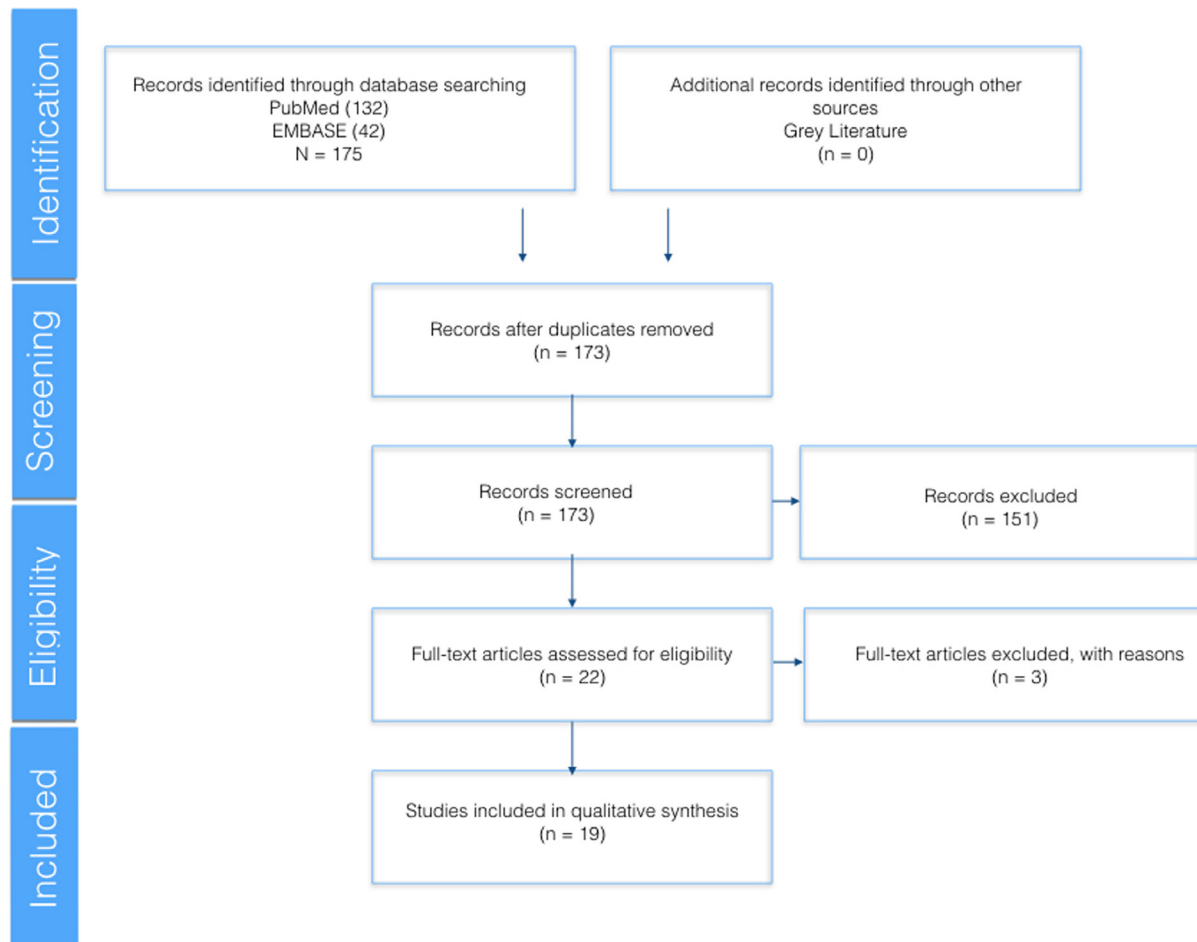 Identification
Records identified through database searching
PubMed (132)
EMBASE (42)
N = 175
Additional records identified through other
sources
Grey Literature
(n = 0)
Screening
Records after duplicates removed
(n = 173)
Records screened
(n = 173)
Records excluded
(n = 151)
Eligibility
Full-text articles assessed for eligibility
(n = 22)
Full-text articles excluded, with reasons
(n = 3)
Included
Studies included in qualitative synthesis
(n = 19)